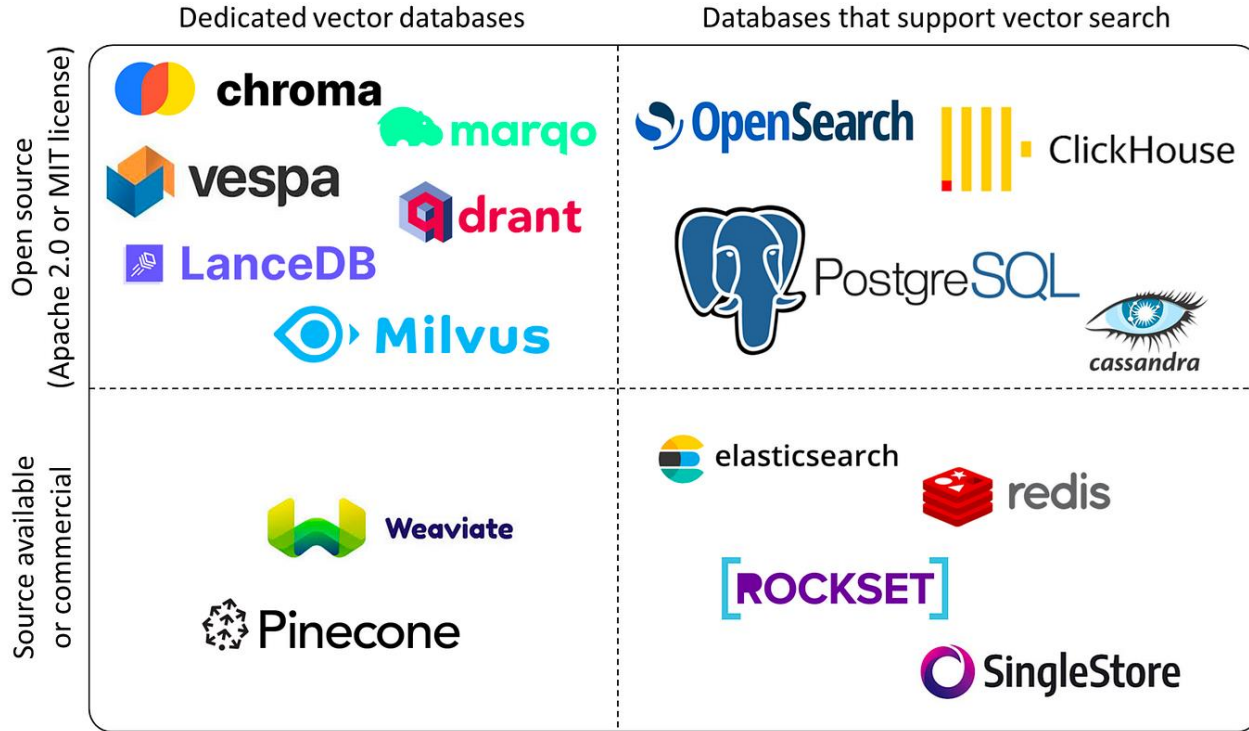 Dedicated vector databases
Databases that support vector search
Open source
(Apache 2.0 or MIT license)
chroma
marqo
vespa
qdrant
LanceDB
Milvus
OpenSearch
ClickHouse
PostgreSQL
cassandra
Source available
or commercial
Weaviate
Pinecone
elasticsearch
redis
[ROCKSET]
SingleStore